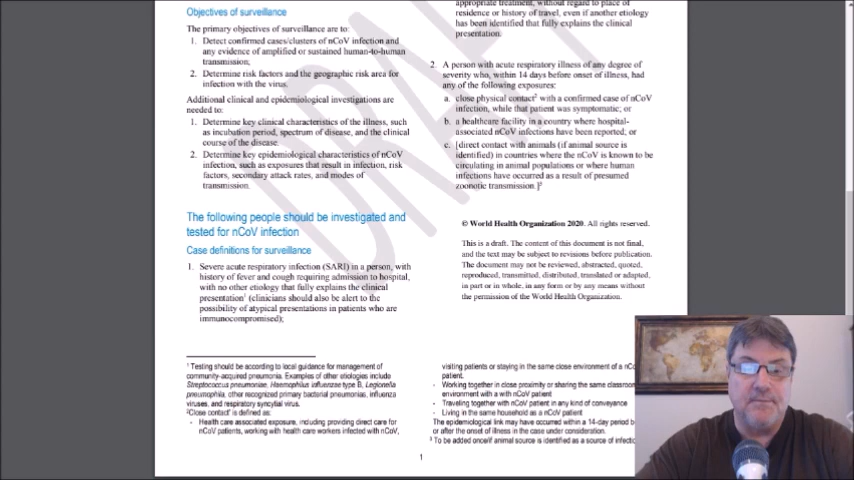 Objectives of surveillance
The primary objectives of surveillance are to:
1. Detect confirmed cases/clusters of nCoV infection and
any evidence of amplified or sustained human-to-human
transmission;
2. Determine risk factors and the geographic risk area for
infection with the virus.
Additional clinical and epidemiological investigations are
needed to:
1. Determine key clinical characteristics of the illness, such
as incubation period, spectrum of disease, and the clinical
course of the disease.
2. Determine key epidemiological characteristics of nCoV
infection, such as exposures that result in infection, risk
factors, secondary attack rates, and modes of
transmission.
The following people should be investigated and
tested for nCoV infection
Case definitions for surveillance
1. Severe acute respiratory infection (SARI) in a person, with
history of fever and cough requiring admission to hospital,
with no other etiology that fully explains the clinical
presentation¹ (clinicians should also be alert to the
possibility of atypical presentations in patients who are
immunocompromised);
appropriate treatment, without regard to place of
residence or history of travel, even if another etiology
has been identified that fully explains the clinical
presentation.
2. A person with acute respiratory illness of any degree of
severity who, within 14 days before onset of illness, had
any of the following exposures:
a. close physical contact² with a confirmed case of nCoV
infection, while that patient was symptomatic; or
b. a healthcare facility in a country where hospital-
associated nCoV infections have been reported; or
c. [direct contact with animals (if animal source is
identified) in countries where the nCoV is known to be
circulating in animal populations or where human
infections have occurred as a result of presumed
zoonotic transmission.]³
© World Health Organization 2020. All rights reserved.
This is a draft. The content of this document is not final,
and the text may be subject to revisions before publication.
The document may not be reviewed, abstracted, quoted,
reproduced, transmitted, distributed, translated or adapted,
in part or in whole, in any form or by any means without
the permission of the World Health Organization.
¹ Testing should be according to local guidance for management of
community-acquired pneumonia. Examples of other etiologies include
Streptococcus pneumoniae, Haemophilus influenzae type B, Legionella
pneumophila, other recognized primary bacterial pneumonias, influenza
viruses, and respiratory syncytial virus.
²Close contact' is defined as:
- Health care associated exposure, including providing direct care for
nCoV patients, working with health care workers infected with nCoV,
visiting patients or staying in the same close environment of a nCo
patient.
- Working together in close proximity or sharing the same classroom
environment with a with nCoV patient
- Traveling together with nCoV patient in any kind of conveyance
- Living in the same household as a nCoV patient
The epidemiological link may have occurred within a 14-day period b
or after the onset of illness in the case under consideration.
³ To be added once/if animal source is identified as a source of infectio
1
DRAFT